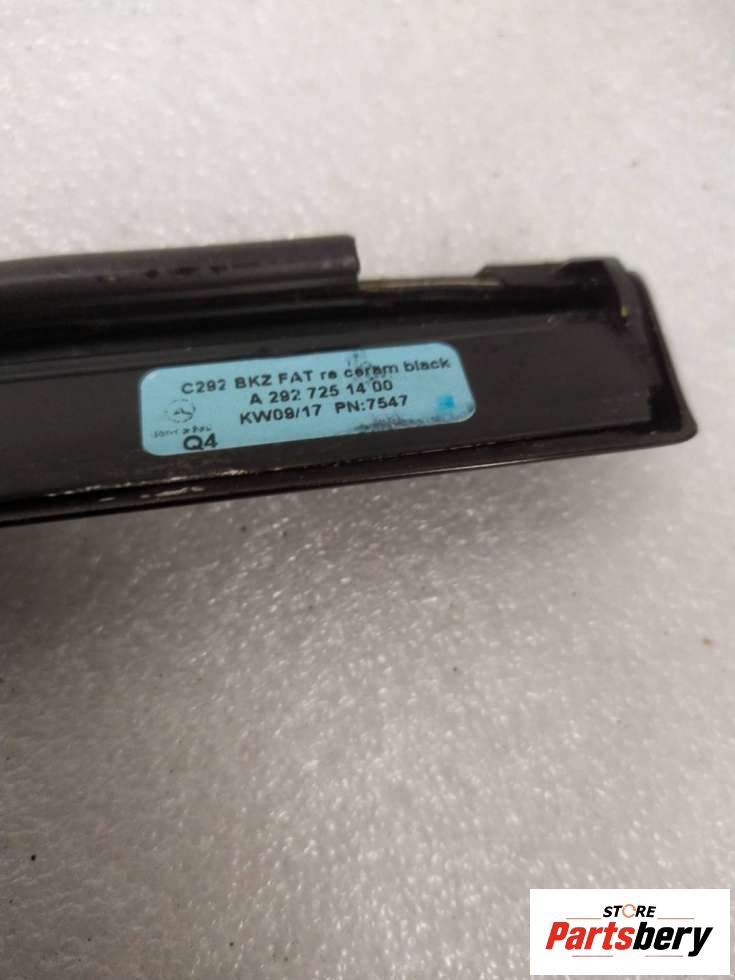 C292 BKZ FAT re ceram black
A 292 725 14 00
KW09/17 PN:7547
Q4
STORE
Partsbery